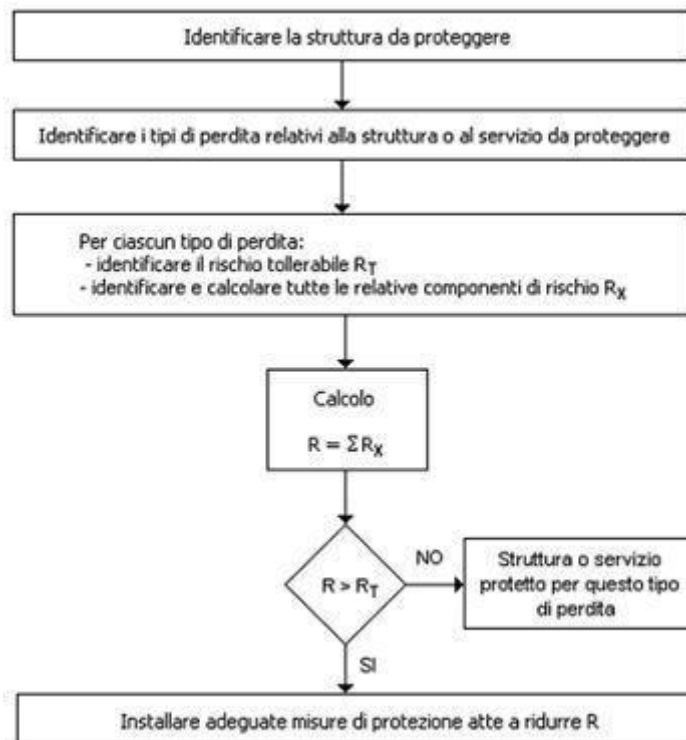 Identificare la struttura da proteggere
Identificare i tipi di perdita relativi alla struttura o al servizio da proteggere
Per ciascun tipo di perdita:
- identificare il rischio tollerabile RT
- identificare e calcolare tutte le relative componenti di rischio RX
Calcolo
R = ΣRX
R > RT
NO
Struttura o servizio
protetto per questo tipo
di perdita
SI
Installare adeguate misure di protezione atte a ridurre R